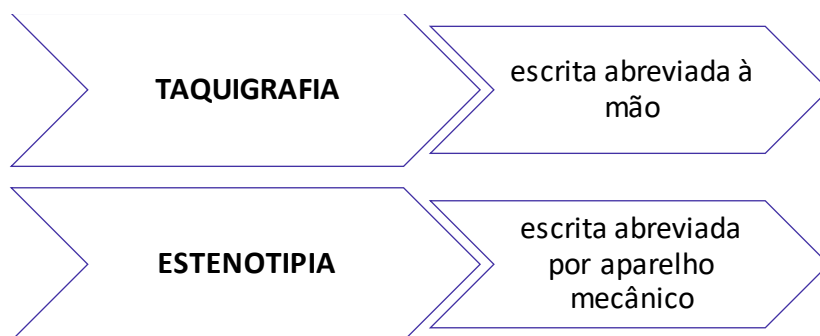 TAQUIGRAFIA
escrita abreviada à
mão
ESTENOTIPIA
escrita abreviada
por aparelho
mecânico